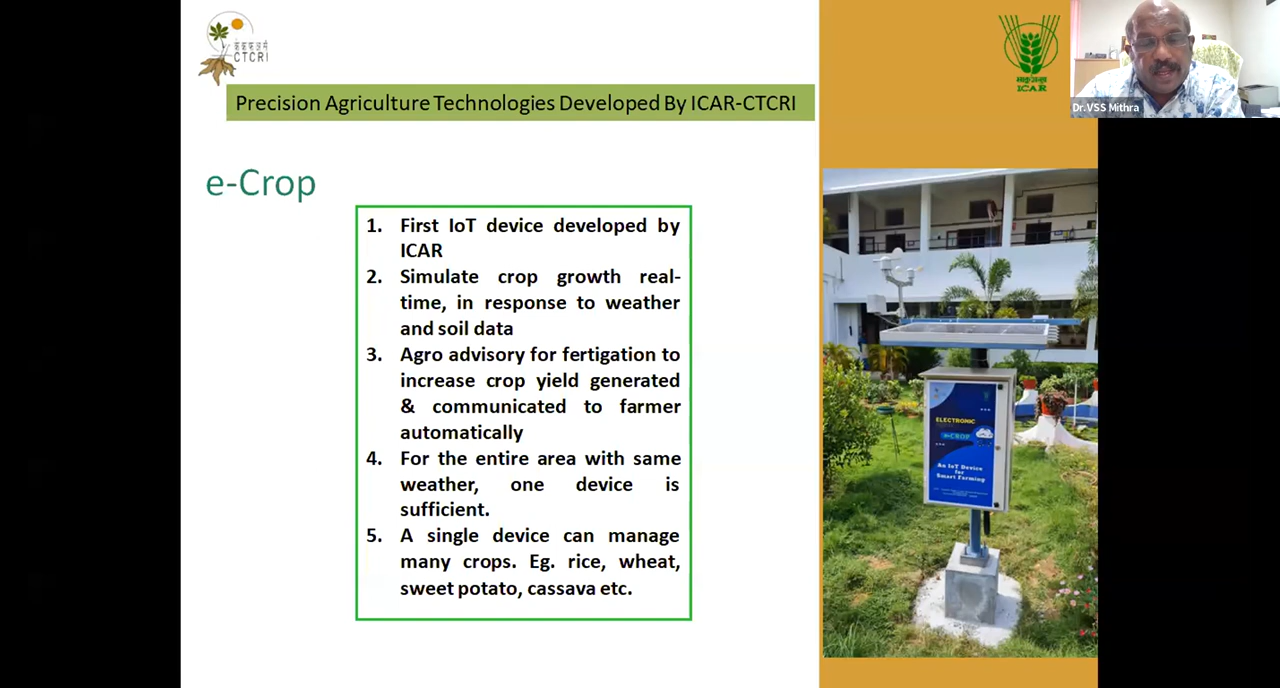 CTCRI
Precision Agriculture Technologies Developed By ICAR-CTCRI
ICAR
Dr.VSS Mithra
e-Crop
1. First IoT device developed by
ICAR
2. Simulate crop growth real-
time, in response to weather
and soil data
3. Agro advisory for fertigation to
increase crop yield generated
& communicated to farmer
automatically
4. For the entire area with same
weather, one device is
sufficient.
5. A single device can manage
many crops. Eg. rice, wheat,
sweet potato, cassava etc.
ELECTRONIC
e-CROP
An IoT Device
for
Smart Farming